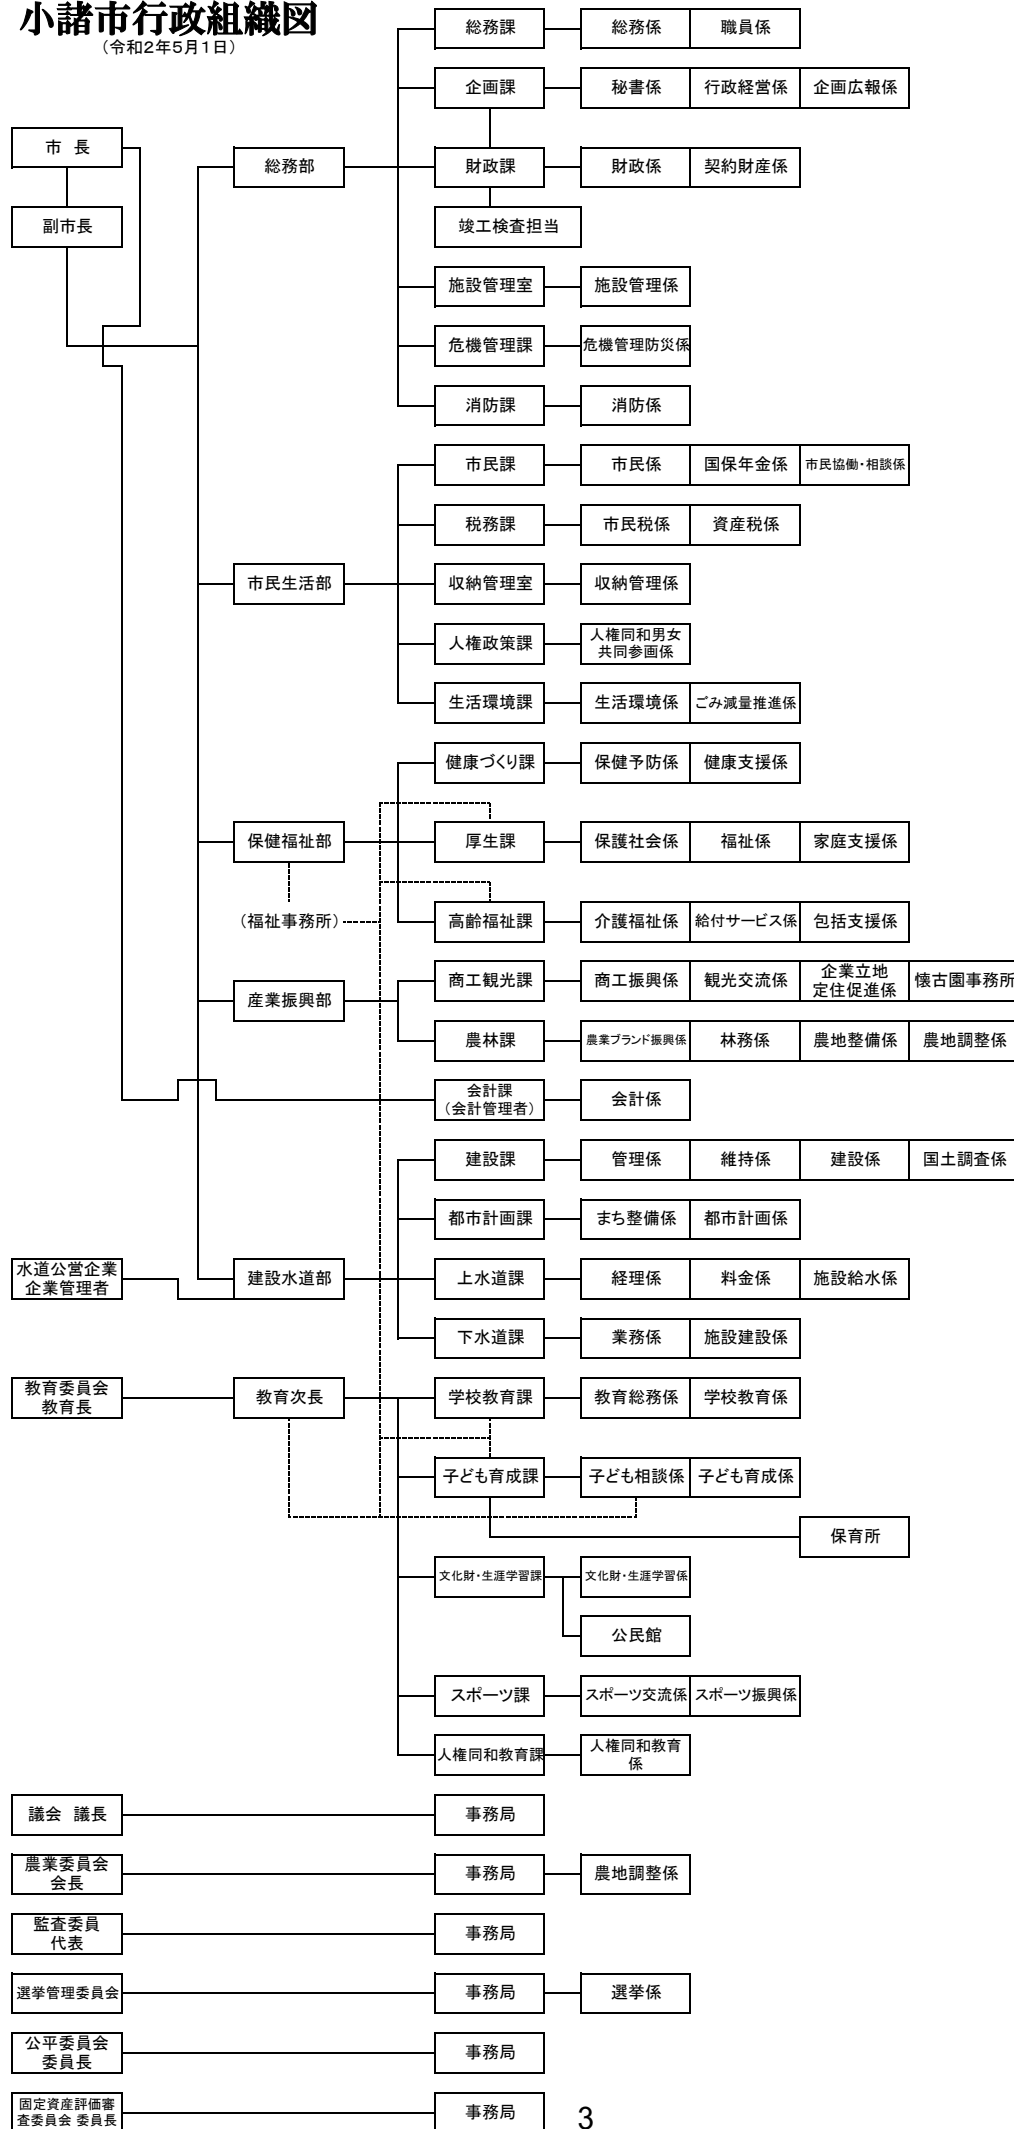 小諸市行政組織図
（令和2年5月1日）
総務課 総務係 職員係
企画課 秘書係 行政経営係 企画広報係
市 長
総務部 財政課 財政係 契約財産係
副市長 竣工検査担当
施設管理室 施設管理係
危機管理課 危機管理防災係
消防課 消防係
市民課 市民係 国保年金係 市民協働・相談係
税務課 市民税係 資産税係
市民生活部 収納管理室 収納管理係
人権政策課 人権同和男女
共同参画係
生活環境課 生活環境係 ごみ減量推進係
健康づくり課 保健予防係 健康支援係
保健福祉部 厚生課 保護社会係 福祉係 家庭支援係
（福祉事務所） 高齢福祉課 介護福祉係 給付サービス係 包括支援係
産業振興部 商工観光課 商工振興係 観光交流係 企業立地
定住促進係 懐古園事務所
農林課 農業ブランド振興係 林務係 農地整備係 農地調整係
会計課
（会計管理者） 会計係
建設課 管理係 維持係 建設係 国土調査係
都市計画課 まち整備係 都市計画係
水道公営企業
企業管理者 建設水道部 上水道課 経理係 料金係 施設給水係
下水道課 業務係 施設建設係
教育委員会
教育長 教育次長 学校教育課 教育総務係 学校教育係
子ども育成課 子ども相談係 子ども育成係
保育所
文化財・生涯学習課 文化財・生涯学習係
公民館
スポーツ課 スポーツ交流係 スポーツ振興係
人権同和教育課 人権同和教育
係
議会 議長 事務局
農業委員会
会長 事務局 農地調整係
監査委員
代表 事務局
選挙管理委員会 事務局 選挙係
公平委員会
委員長 事務局
固定資産評価審
査委員会 委員長 事務局
3